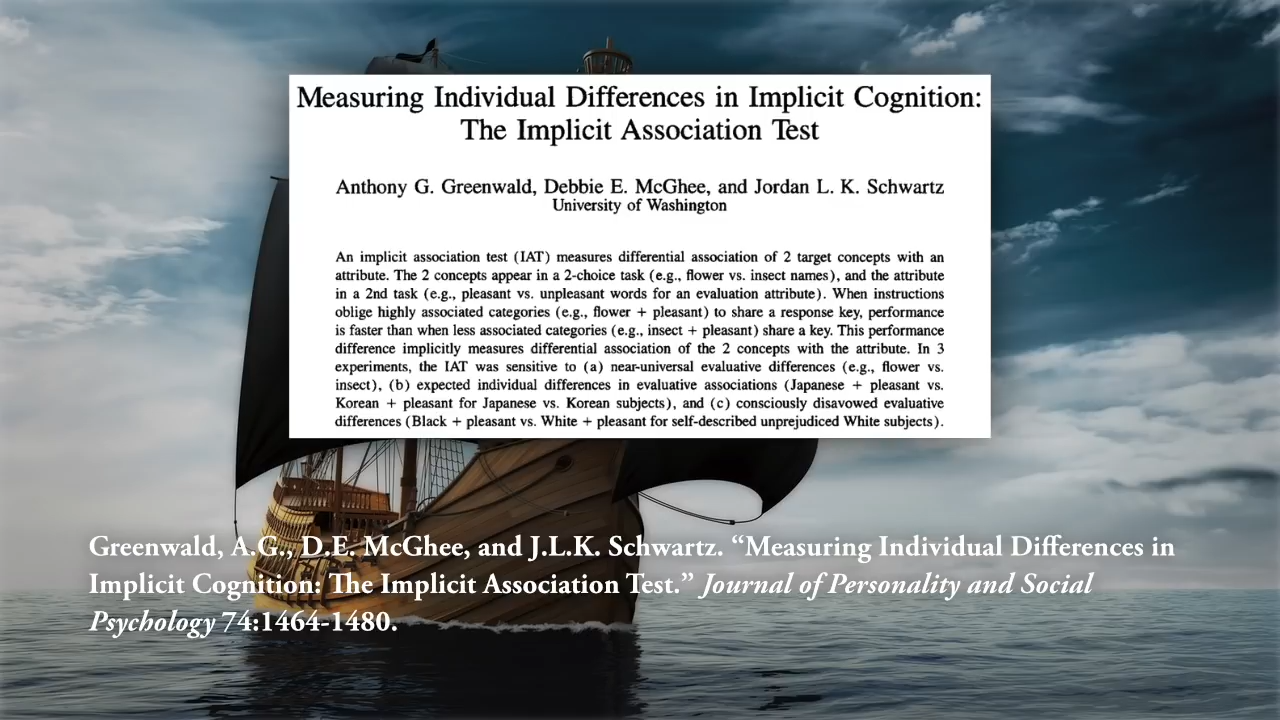 Measuring Individual Differences in Implicit Cognition:
The Implicit Association Test
Anthony G. Greenwald, Debbie E. McGhee, and Jordan L. K. Schwartz
University of Washington
An implicit association test (IAT) measures differential association of 2 target concepts with an
attribute. The 2 concepts appear in a 2-choice task (e.g., flower vs. insect names), and the attribute
in a 2nd task (e.g., pleasant vs. unpleasant words for an evaluation attribute). When instructions
oblige highly associated categories (e.g., flower + pleasant) to share a response key, performance
is faster than when less associated categories (e.g., insect + pleasant) share a key. This performance
difference implicitly measures differential association of the 2 concepts with the attribute. In 3
experiments, the IAT was sensitive to (a) near-universal evaluative differences (e.g., flower vs.
insect), (b) expected individual differences in evaluative associations (Japanese + pleasant vs.
Korean + pleasant for Japanese vs. Korean subjects), and (c) consciously disavowed evaluative
differences (Black + pleasant vs. White + pleasant for self-described unprejudiced White subjects).
Greenwald, A.G., D.E. McGhee, and J.L.K. Schwartz. “Measuring Individual Differences in
Implicit Cognition: The Implicit Association Test.” Journal of Personality and Social
Psychology 74:1464-1480.